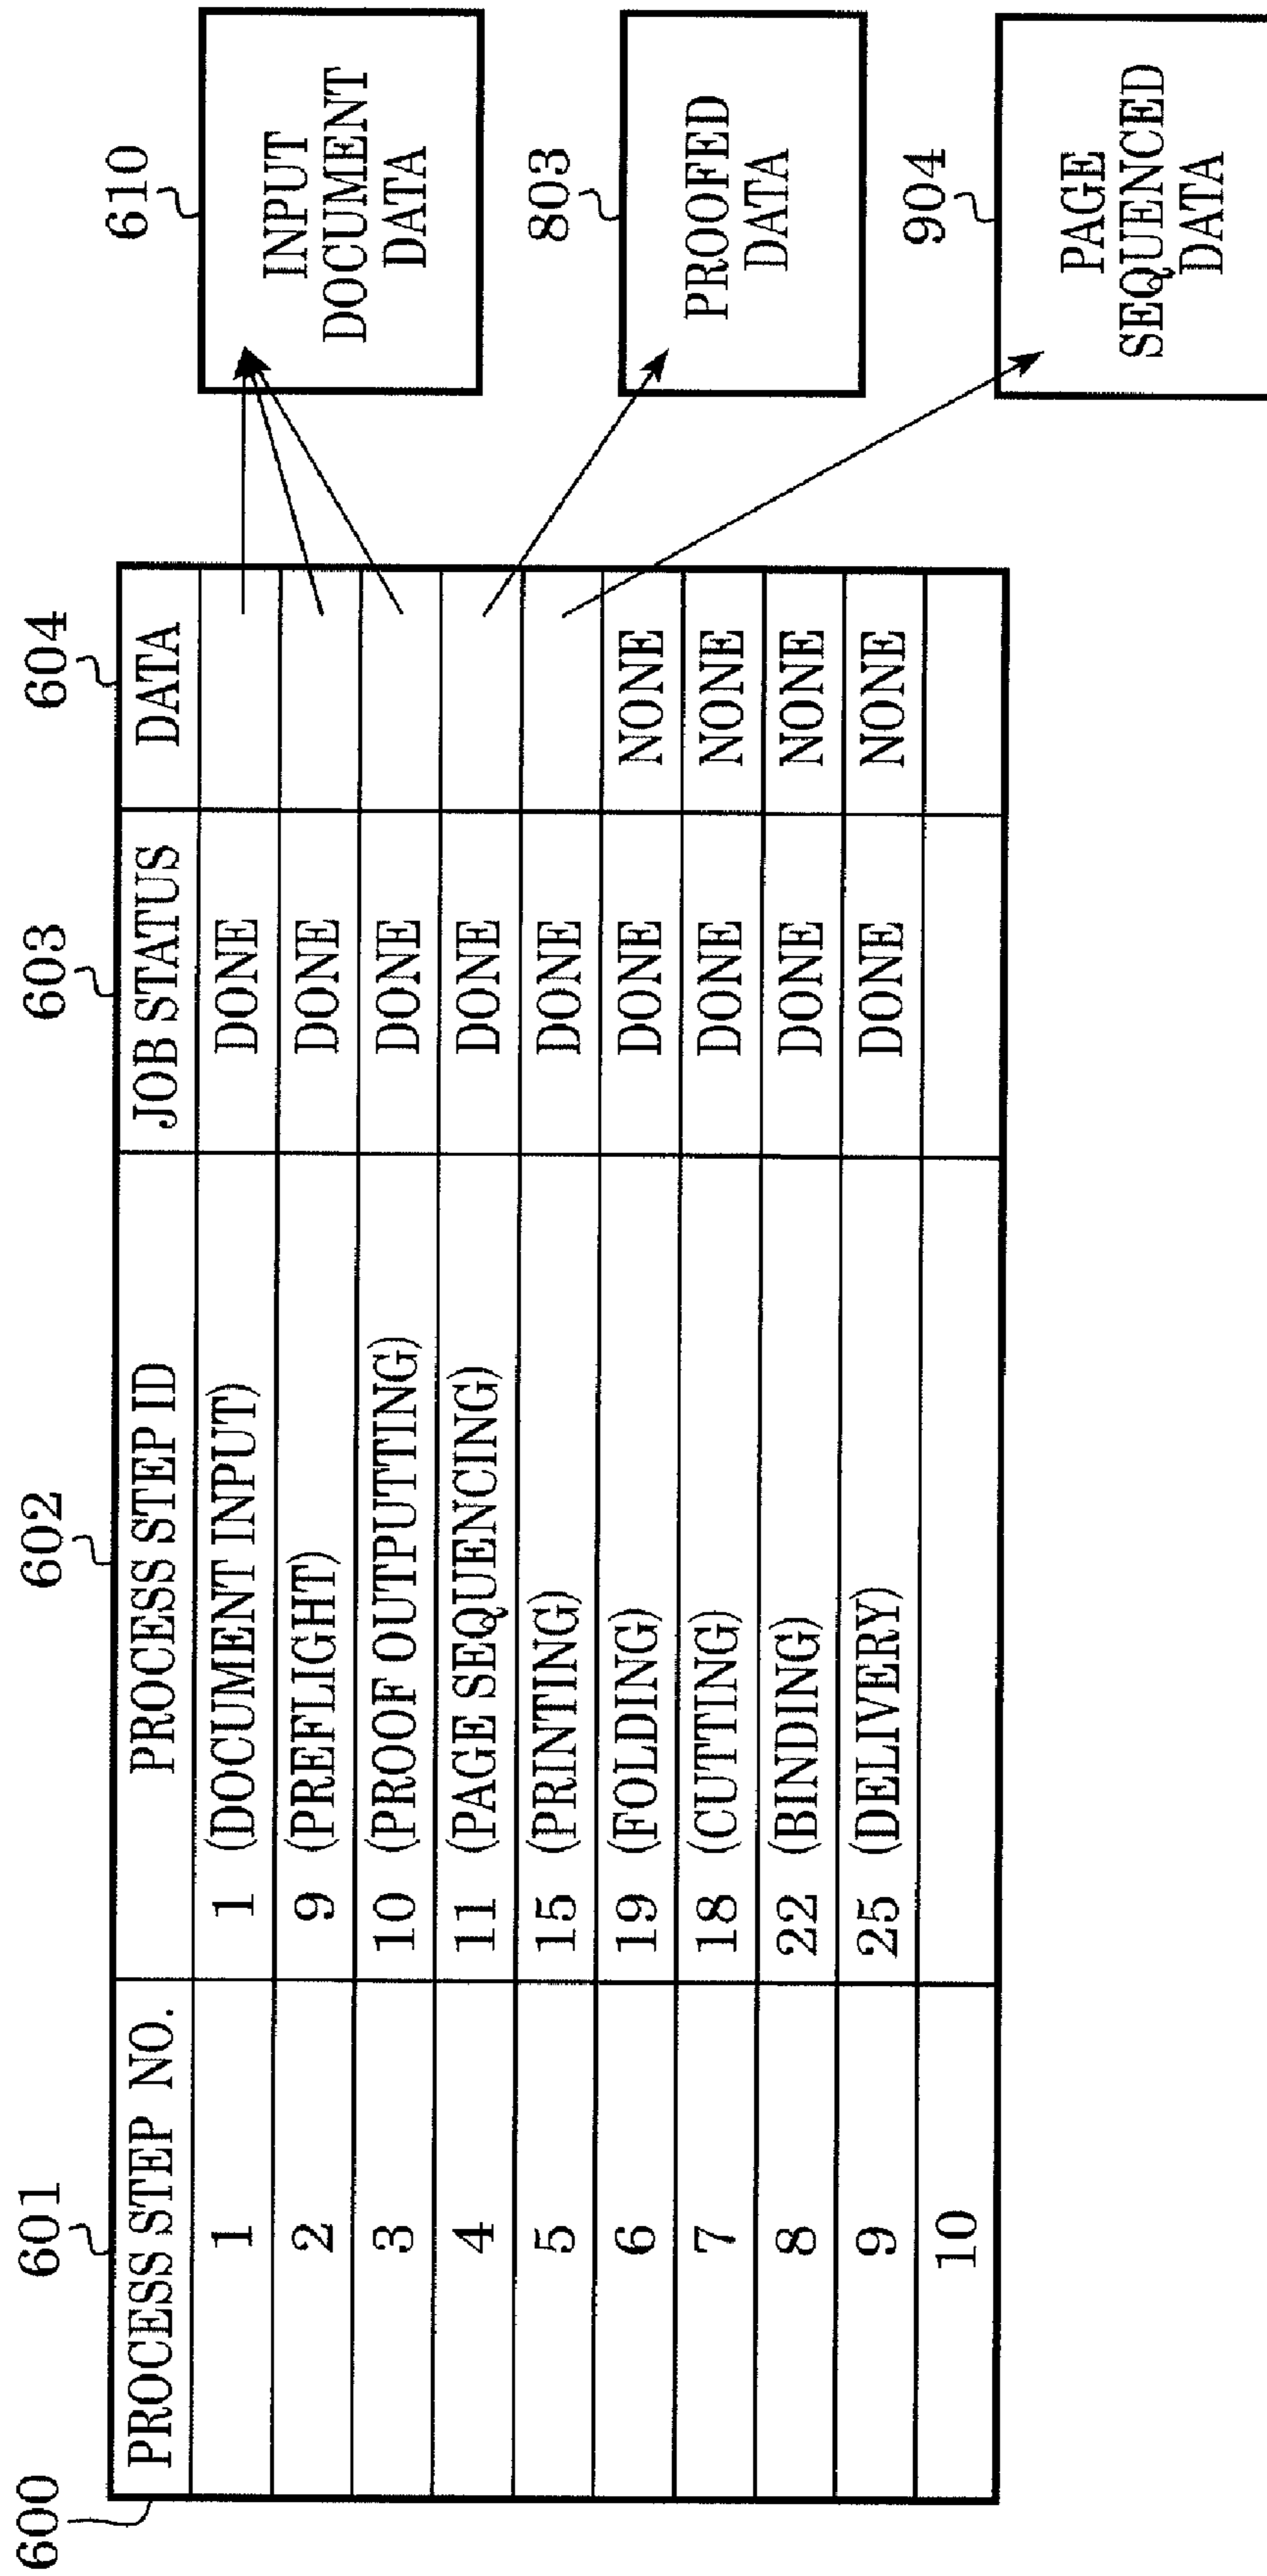 600
601
602
603
604
PROCESS STEP NO. PROCESS STEP ID JOB STATUS DATA
1 1 (DOCUMENT INPUT) DONE
2 9 (PREFLIGHT) DONE
3 10 (PROOF OUTPUTTING) DONE
4 11 (PAGE SEQUENCING) DONE
5 15 (PRINTING) DONE
6 19 (FOLDING) DONE NONE
7 18 (CUTTING) DONE NONE
8 22 (BINDING) DONE NONE
9 25 (DELIVERY) DONE NONE
10
610
INPUT
DOCUMENT
DATA
803
PROOFED
DATA
904
PAGE
SEQUENCED
DATA